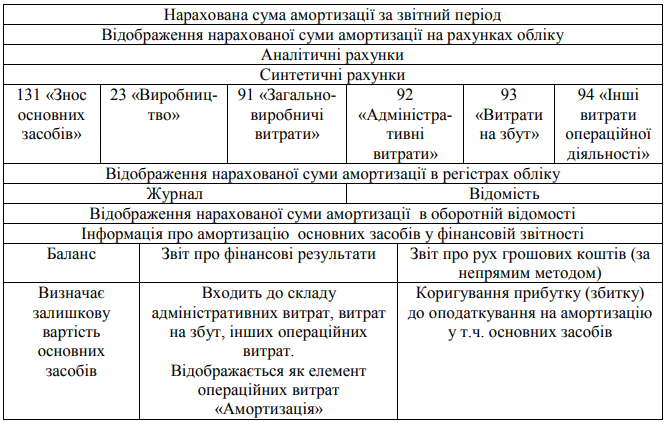 Нарахована сума амортизації за звітний період
Відображення нарахованої суми амортизації на рахунках обліку
Аналітичні рахунки
Синтетичні рахунки
131 «Знос
основних
засобів»
23 «Виробниц-
тво»
91 «Загально-
виробничі
витрати»
92
«Адміністра-
тивні
витрати»
93
«Витрати
на збут»
94 «Інші
витрати
операційної
діяльності»
Відображення нарахованої суми амортизації в регістрах обліку
Журнал
Відомість
Відображення нарахованої суми амортизації в оборотній відомості
Інформація про амортизацію основних засобів у фінансовій звітності
Баланс
Звіт про фінансові результати
Звіт про рух грошових коштів (за
непрямим методом)
Визначає
залишкову
вартість
основних
засобів
Входить до складу
адміністративних витрат, витрат
на збут, інших операційних
витрат.
Відображається як елемент
операційних витрат
«Амортизація»
Коригування прибутку (збитку)
до оподаткування на амортизацію
у т.ч. основних засобів